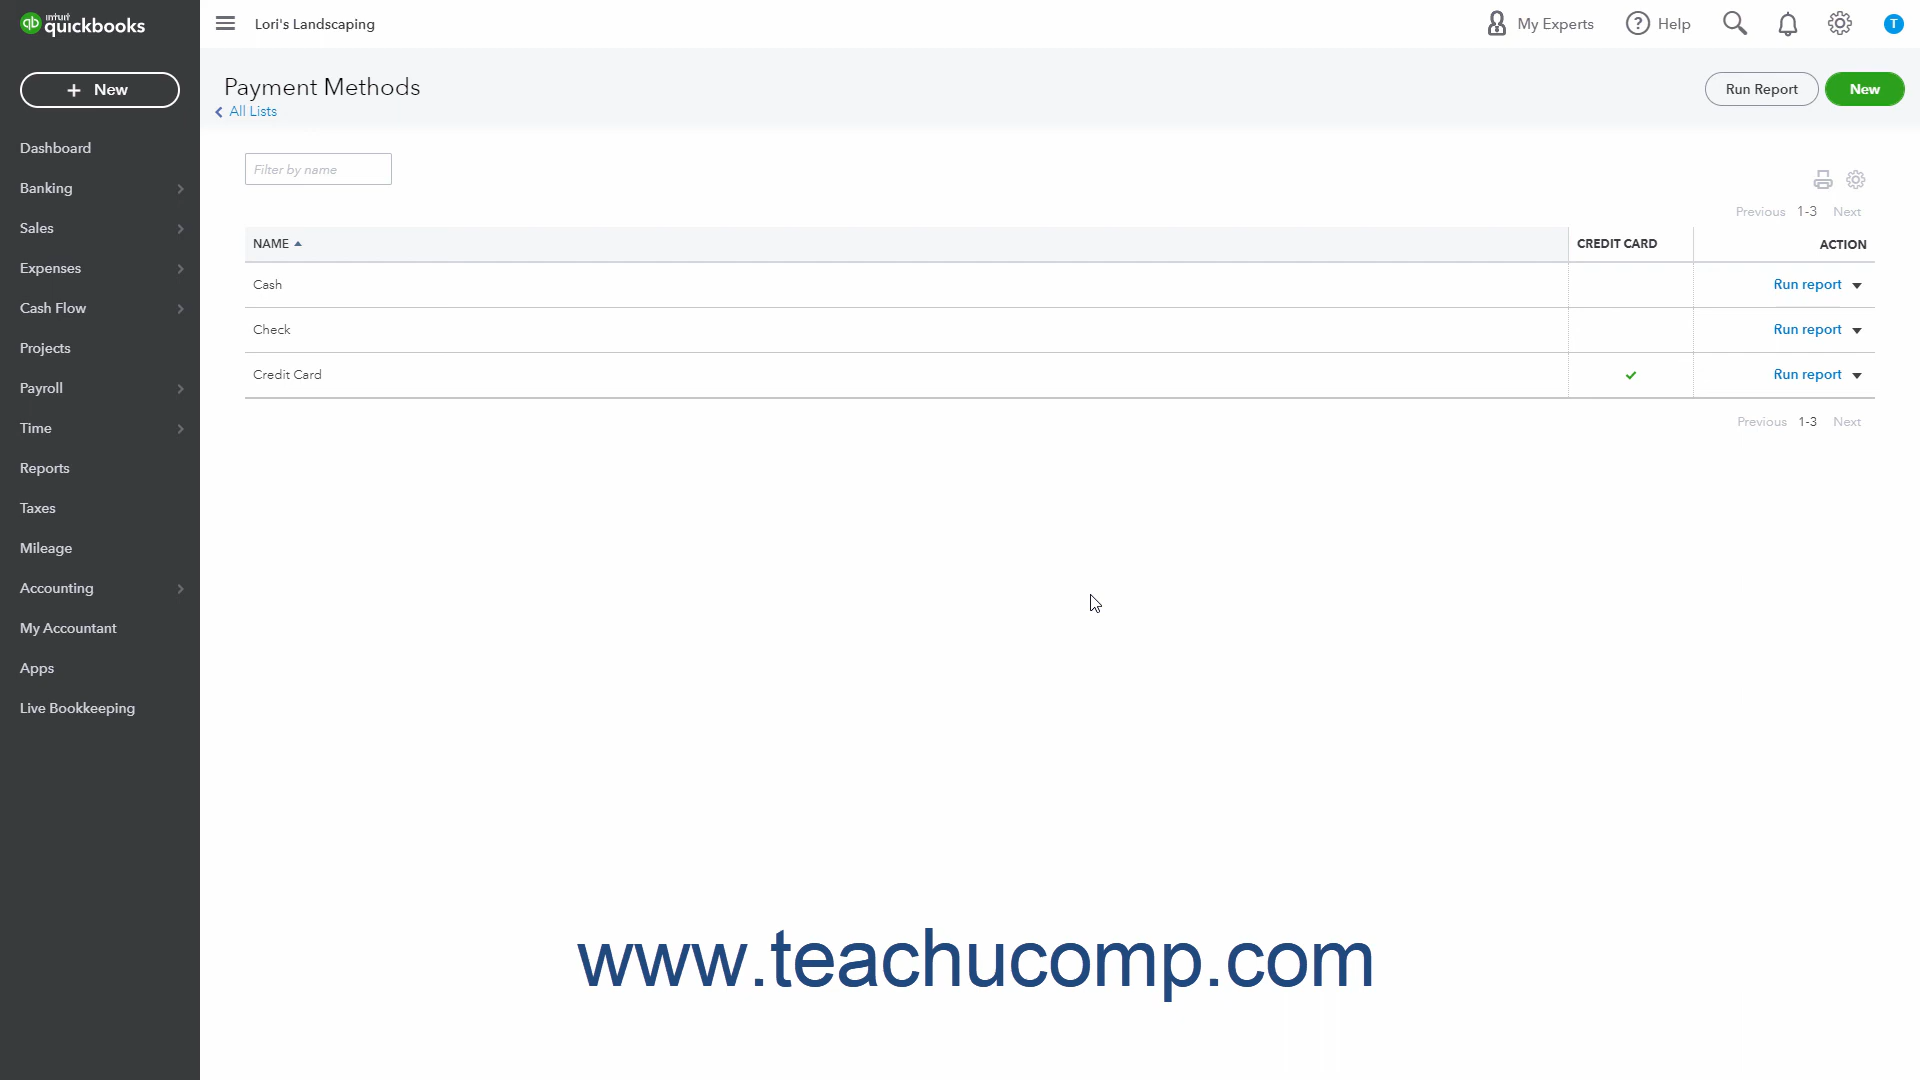 intuit
quickbooks
Lori's Landscaping
My Experts
Help
T
New
Payment Methods
All Lists
Run Report
New
Dashboard
Banking
Sales
Expenses
Cash Flow
Projects
Payroll
Time
Reports
Taxes
Mileage
Accounting
My Accountant
Apps
Live Bookkeeping
Filter by name
Previous 1-3 Next
NAME CREDIT CARD ACTION
Cash Run report
Check Run report
Credit Card Run report
Previous 1-3 Next
www.teachucomp.com